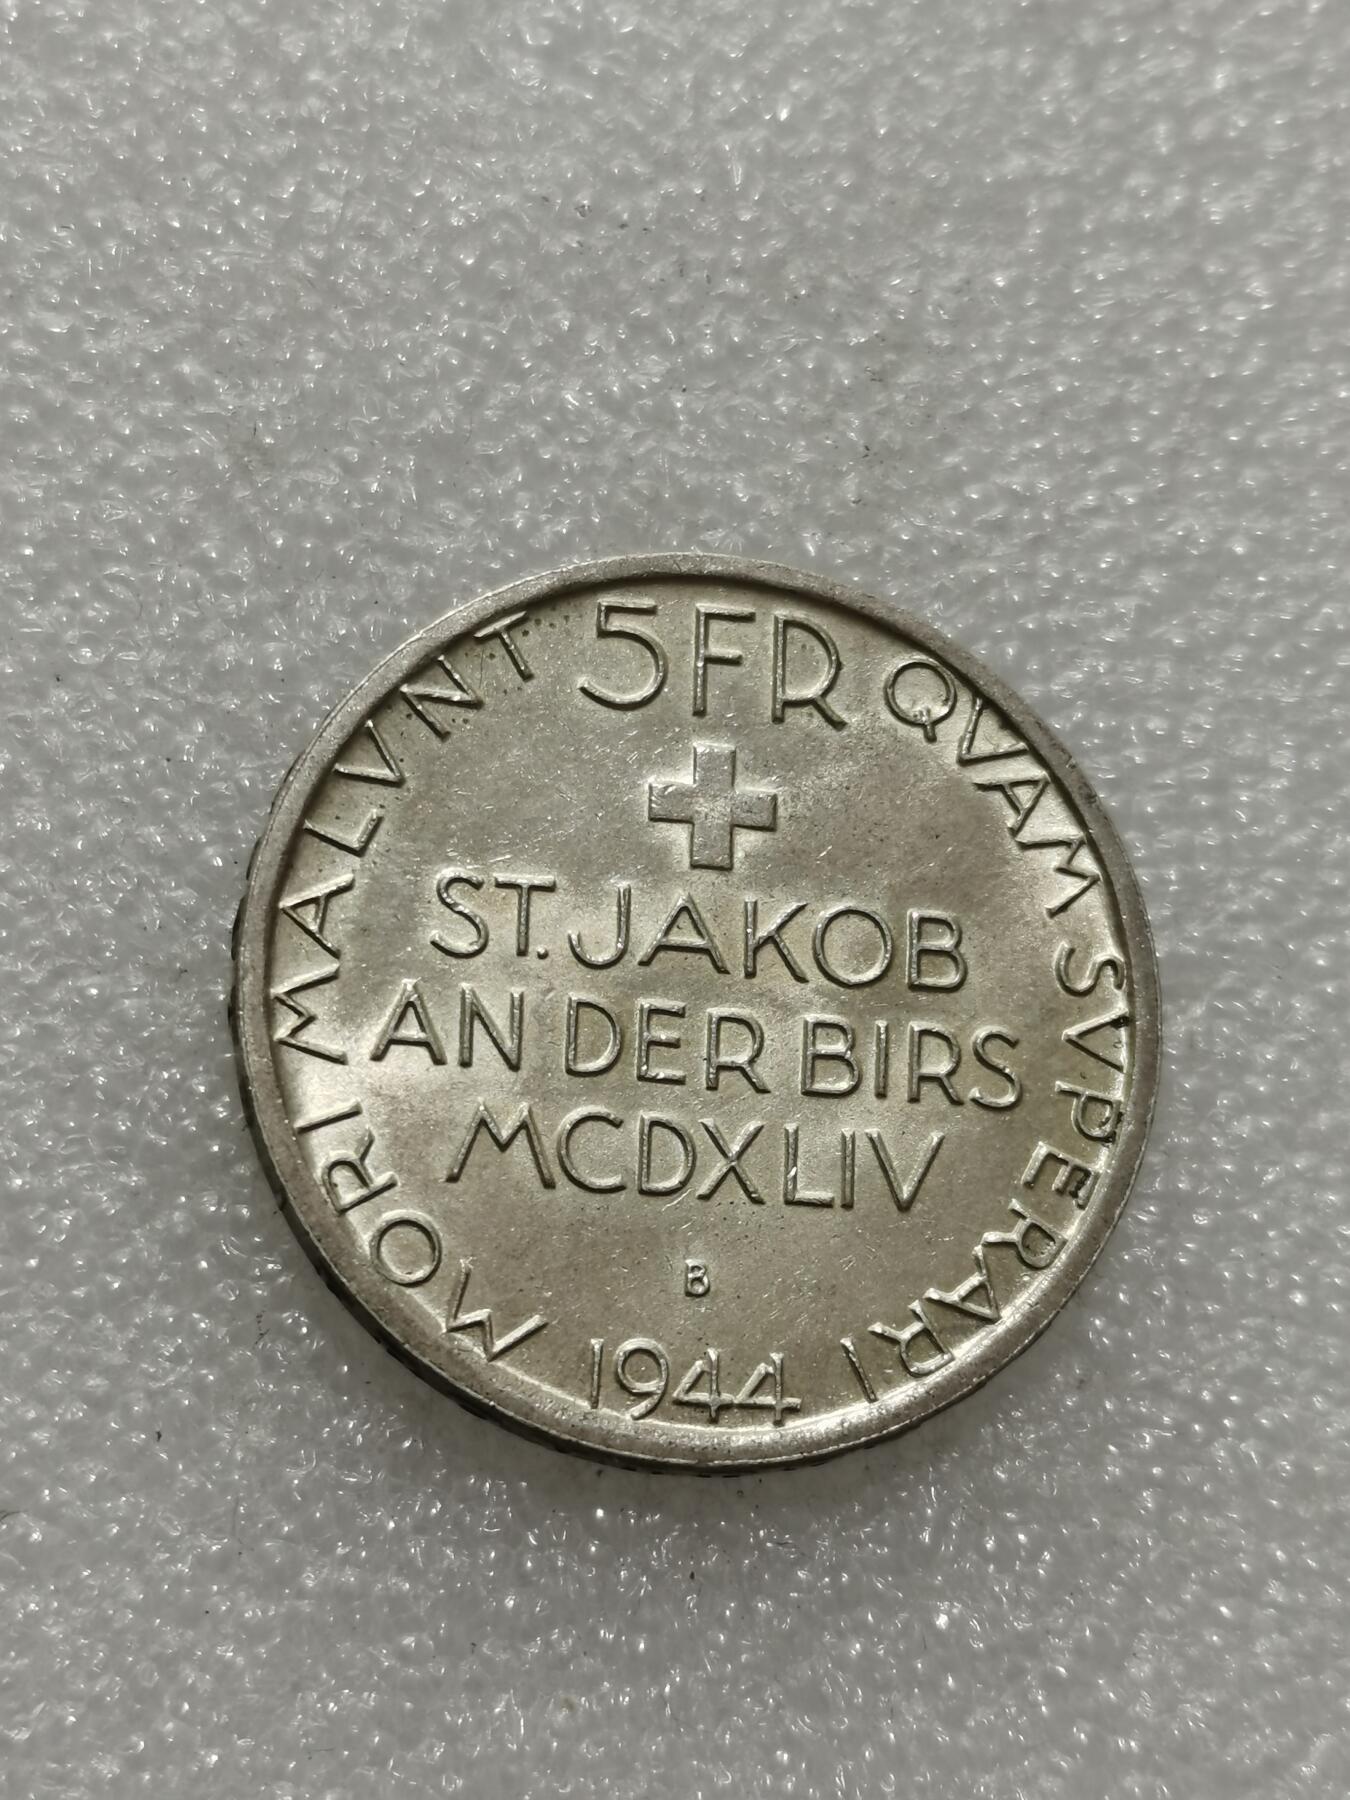 5FR
MORI MALVNT QVAM SVPERARI
ST. JAKOB
AN DER BIRS
MCDXLIV
B
1944